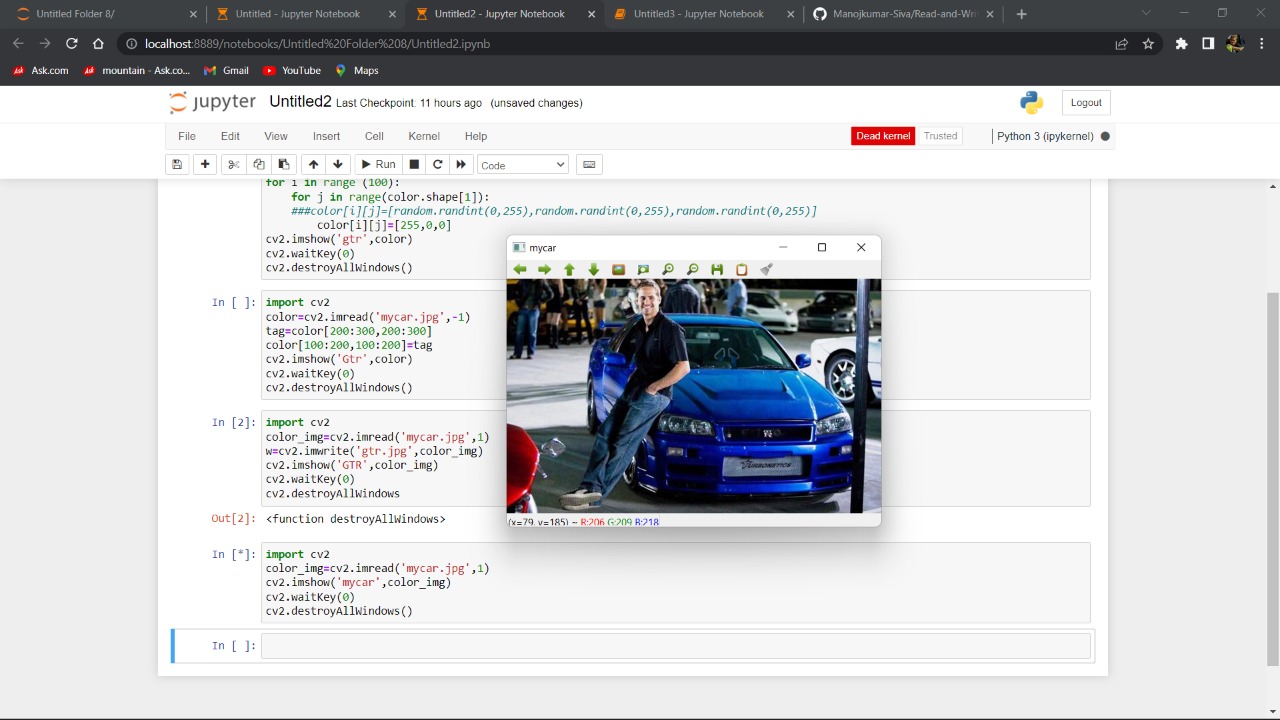 Untitled Folder 8/
Untitled - Jupyter Notebook
Untitled2 - Jupyter Notebook
Untitled3 - Jupyter Notebook
Manojkumar-Siva/Read-and-Wri
localhost:8889/notebooks/Untitled%20Folder%208/Untitled2.ipynb
Ask.com
mountain - Ask.co...
Gmail
YouTube
Maps
jupyter Untitled2 Last Checkpoint: 11 hours ago (unsaved changes)
Logout
File Edit View Insert Cell Kernel Help
Dead kernel
Trusted
Python 3 (ipykernel)
Run
Code
for i in range (100):
    for j in range(color.shape[1]):
    ###color[i][j]=[random.randint(0,255),random.randint(0,255),random.randint(0,255)]
        color[i][j]=[255,0,0]
cv2.imshow('gtr',color)
cv2.waitKey(0)
cv2.destroyAllWindows()
In [ ]:
import cv2
color=cv2.imread('mycar.jpg',-1)
tag=color[200:300,200:300]
color[100:200,100:200]=tag
cv2.imshow('Gtr',color)
cv2.waitKey(0)
cv2.destroyAllWindows()
In [2]:
import cv2
color_img=cv2.imread('mycar.jpg',1)
w=cv2.imwrite('gtr.jpg',color_img)
cv2.imshow('GTR',color_img)
cv2.waitKey(0)
cv2.destroyAllWindows
Out[2]: <function destroyAllWindows>
In [*]:
import cv2
color_img=cv2.imread('mycar.jpg',1)
cv2.imshow('mycar',color_img)
cv2.waitKey(0)
cv2.destroyAllWindows()
In [ ]:
mycar
TURBONETICS
(x=79, y=185) ~ R:206 G:209 B:218